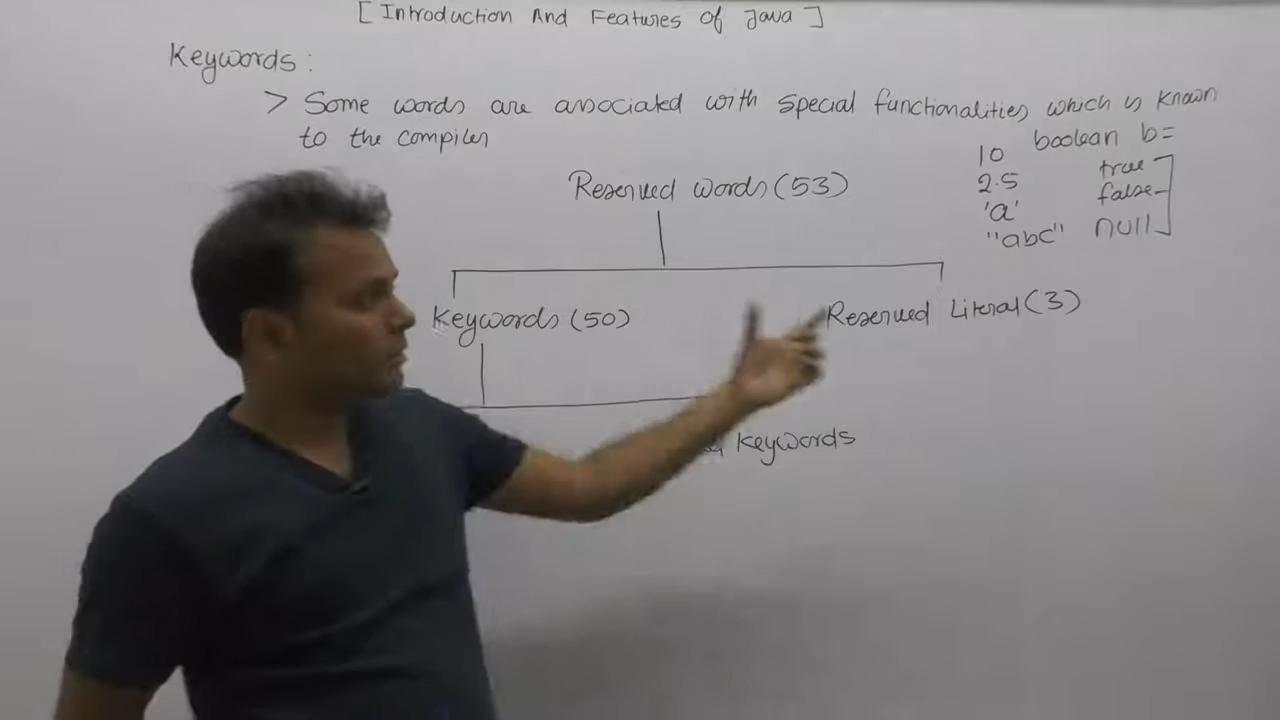 [ Introduction And Features of Java ]
Keywords :
> Some words are associated with special functionalities which is known
to the compiler
boolean b=
10
true
2.5
false
'a'
"abc"
null
Reserved words (53)
Keywords (50)
Reserved Literal (3)
Keywords